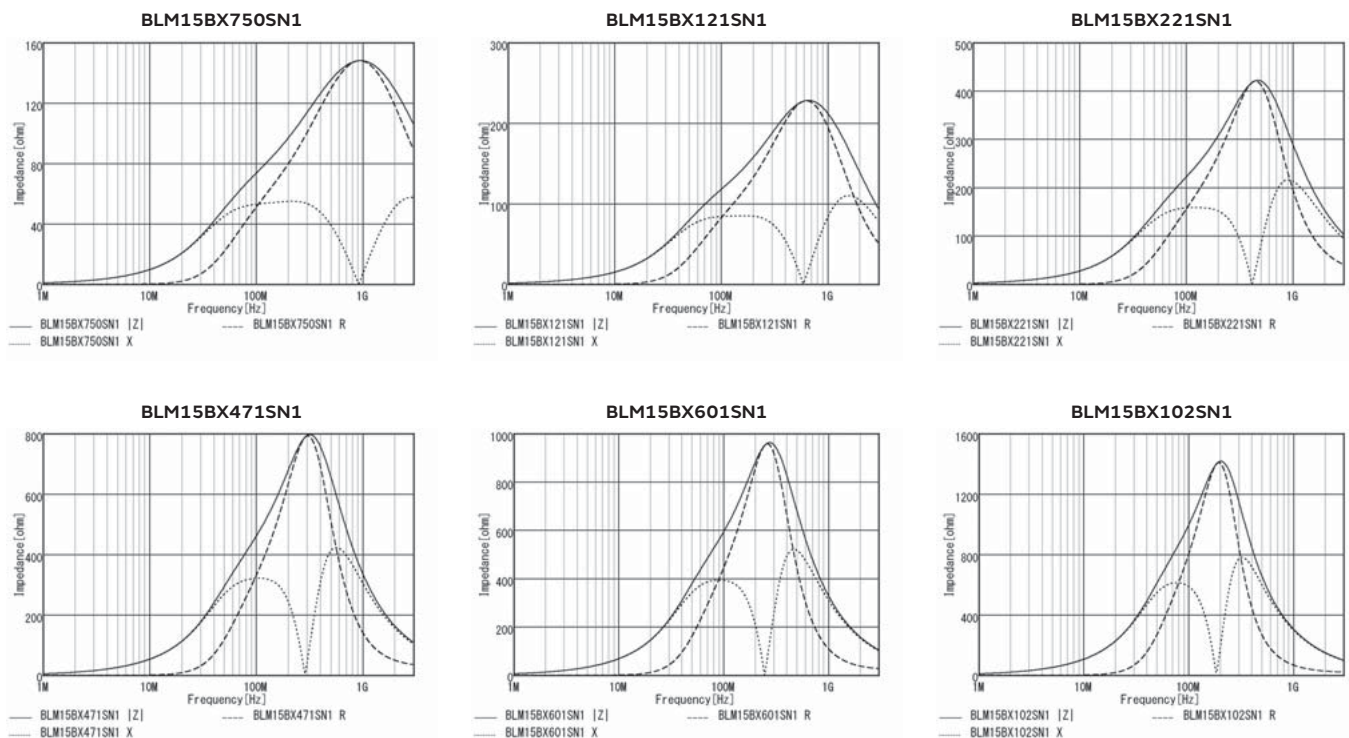 BLM15BX750SN1
160
120
80
40
0
Impedance[ohm]
1M 10M 100M 1G
Frequency[Hz]
BLM15BX750SN1 |Z| BLM15BX750SN1 R
BLM15BX750SN1 X
BLM15BX121SN1
300
200
100
0
Impedance[ohm]
1M 10M 100M 1G
Frequency[Hz]
BLM15BX121SN1 |Z| BLM15BX121SN1 R
BLM15BX121SN1 X
BLM15BX221SN1
500
400
300
200
100
0
Impedance[ohm]
1M 10M 100M 1G
Frequency[Hz]
BLM15BX221SN1 |Z| BLM15BX221SN1 R
BLM15BX221SN1 X
BLM15BX471SN1
800
600
400
200
0
Impedance[ohm]
1M 10M 100M 1G
Frequency[Hz]
BLM15BX471SN1 |Z| BLM15BX471SN1 R
BLM15BX471SN1 X
BLM15BX601SN1
1000
800
600
400
200
0
Impedance[ohm]
1M 10M 100M 1G
Frequency[Hz]
BLM15BX601SN1 |Z| BLM15BX601SN1 R
BLM15BX601SN1 X
BLM15BX102SN1
1600
1200
800
400
0
Impedance[ohm]
1M 10M 100M 1G
Frequency[Hz]
BLM15BX102SN1 |Z| BLM15BX102SN1 R
BLM15BX102SN1 X